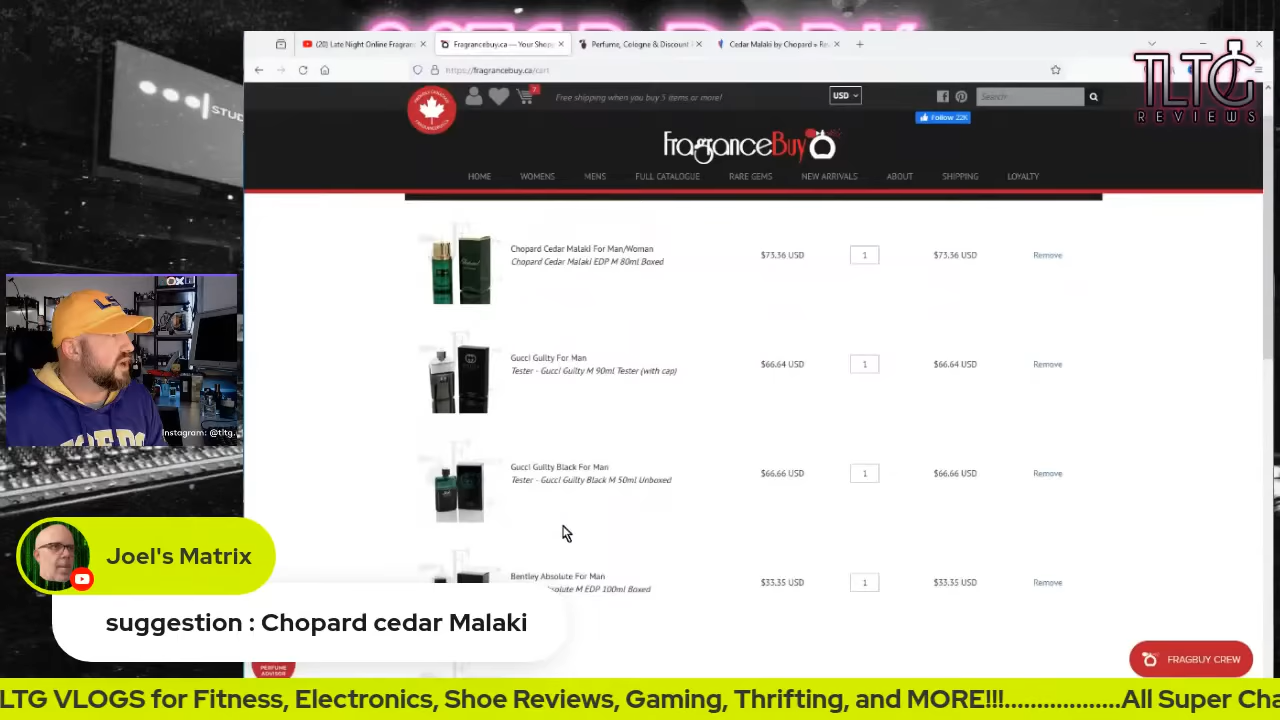 (20) Late Night Online Fragran
Fragrancebuy.ca — Your Shop
Perfume, Cologne & Discount
Cedar Malaki by Chopard » Re
https://fragrancebuy.ca/cart
TLTG
REVIEWS
7
Free shipping when you buy 5 items or more!
USD
Search
Follow 22K
FragranceBuy
HOME
WOMENS
MENS
FULL CATALOGUE
RARE GEMS
NEW ARRIVALS
ABOUT
SHIPPING
LOYALTY
STUD
Chopard Cedar Malaki For Man/Woman
Chopard Cedar Malaki EDP M 80ml Boxed
$73.36 USD
1
$73.36 USD
Remove
Gucci Guilty For Man
Tester - Gucci Guilty M 90ml Tester (with cap)
$66.64 USD
1
$66.64 USD
Remove
Instagram: @tltg..
Gucci Guilty Black For Man
Tester - Gucci Guilty Black M 50ml Unboxed
$66.66 USD
1
$66.66 USD
Remove
Bentley Absolute For Man
solute M EDP 100ml Boxed
$33.35 USD
1
$33.35 USD
Remove
Joel's Matrix
suggestion : Chopard cedar Malaki
PERFUME
ADVISER
FRAGBUY CREW
LTG VLOGS for Fitness, Electronics, Shoe Reviews, Gaming, Thrifting, and MORE!!!..................All Super Cha